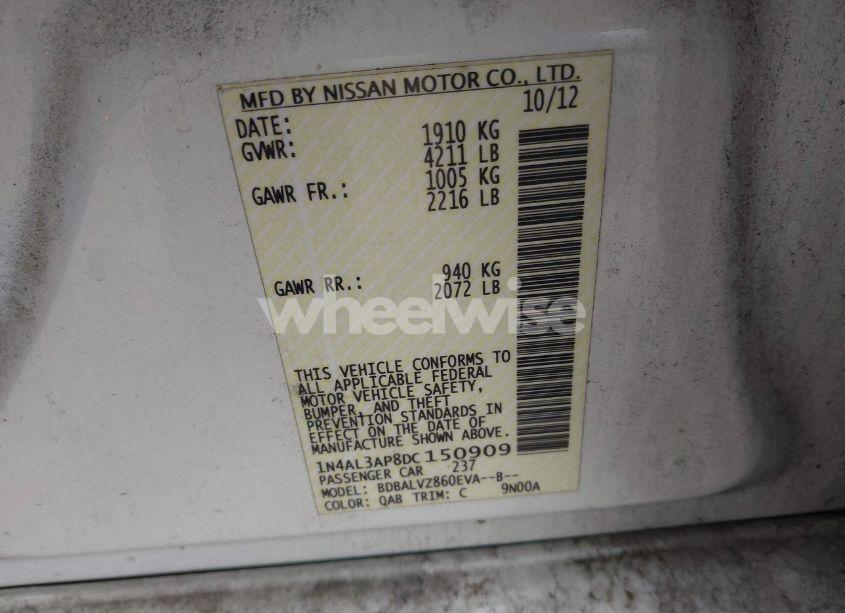 MFD BY NISSAN MOTOR CO., LTD.
DATE: 10/12
GVWR: 1910 KG
4211 LB
GAWR FR.: 1005 KG
2216 LB
GAWR RR.: 940 KG
2072 LB
wheelwise
THIS VEHICLE CONFORMS TO
ALL APPLICABLE FEDERAL
MOTOR VEHICLE SAFETY,
BUMPER, AND THEFT
PREVENTION STANDARDS IN
EFFECT ON THE DATE OF
MANUFACTURE SHOWN ABOVE.
1N4AL3AP8DC150909
PASSENGER CAR 237
MODEL: BDBALVZ860EVA--B--
COLOR: QAB TRIM: C 9N00A